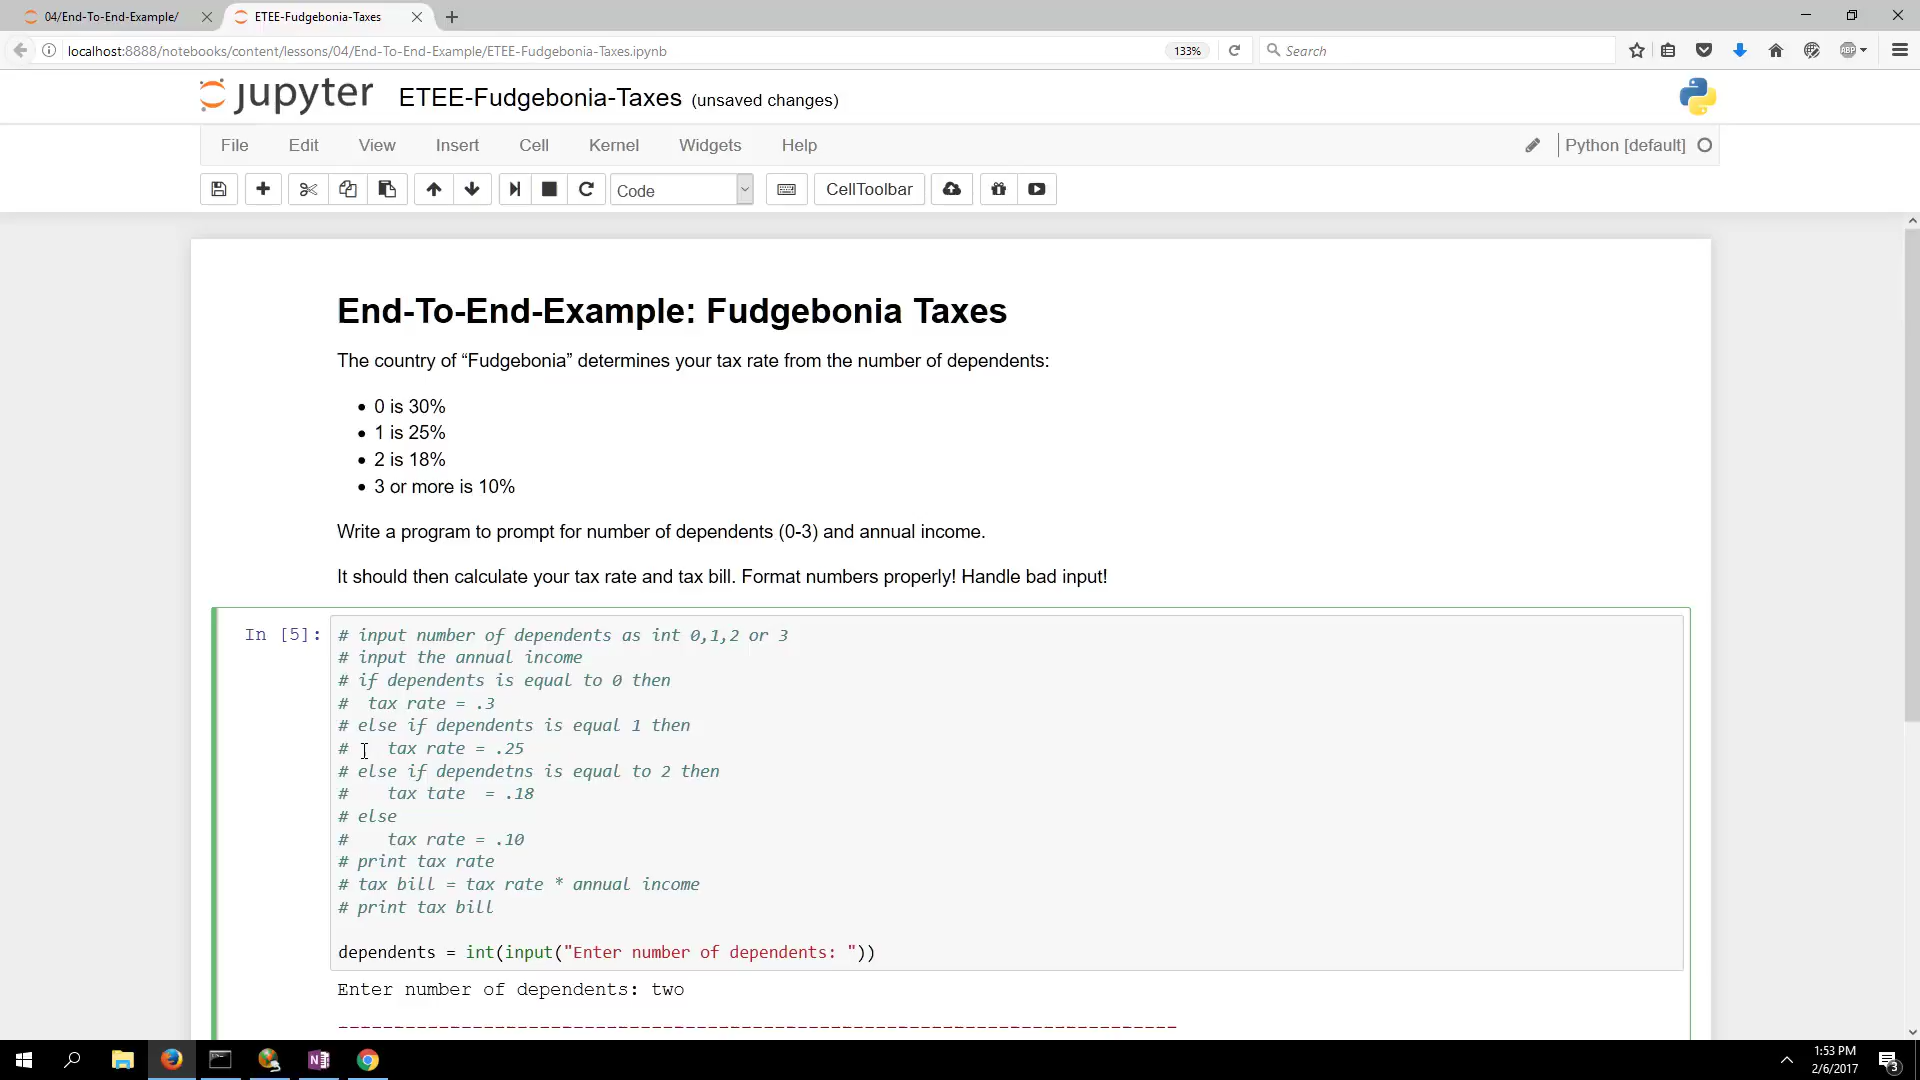 04/End-To-End-Example/
ETEE-Fudgebonia-Taxes
localhost:8888/notebooks/content/lessons/04/End-To-End-Example/ETEE-Fudgebonia-Taxes.ipynb
133%
Search
ABP
jupyter
ETEE-Fudgebonia-Taxes (unsaved changes)
File Edit View Insert Cell Kernel Widgets Help
Python [default]
Code
CellToolbar
End-To-End-Example: Fudgebonia Taxes
The country of “Fudgebonia” determines your tax rate from the number of dependents:
• 0 is 30%
• 1 is 25%
• 2 is 18%
• 3 or more is 10%
Write a program to prompt for number of dependents (0-3) and annual income.
It should then calculate your tax rate and tax bill. Format numbers properly! Handle bad input!
In [5]:
# input number of dependents as int 0,1,2 or 3
# input the annual income
# if dependents is equal to 0 then
#  tax rate = .3
# else if dependents is equal 1 then
#    tax rate = .25
# else if dependetns is equal to 2 then
#    tax tate  = .18
# else
#    tax rate = .10
# print tax rate
# tax bill = tax rate * annual income
# print tax bill
dependents = int(input("Enter number of dependents: "))
Enter number of dependents: two
---------------------------------------------------------------------------
N
1:53 PM
2/6/2017
3